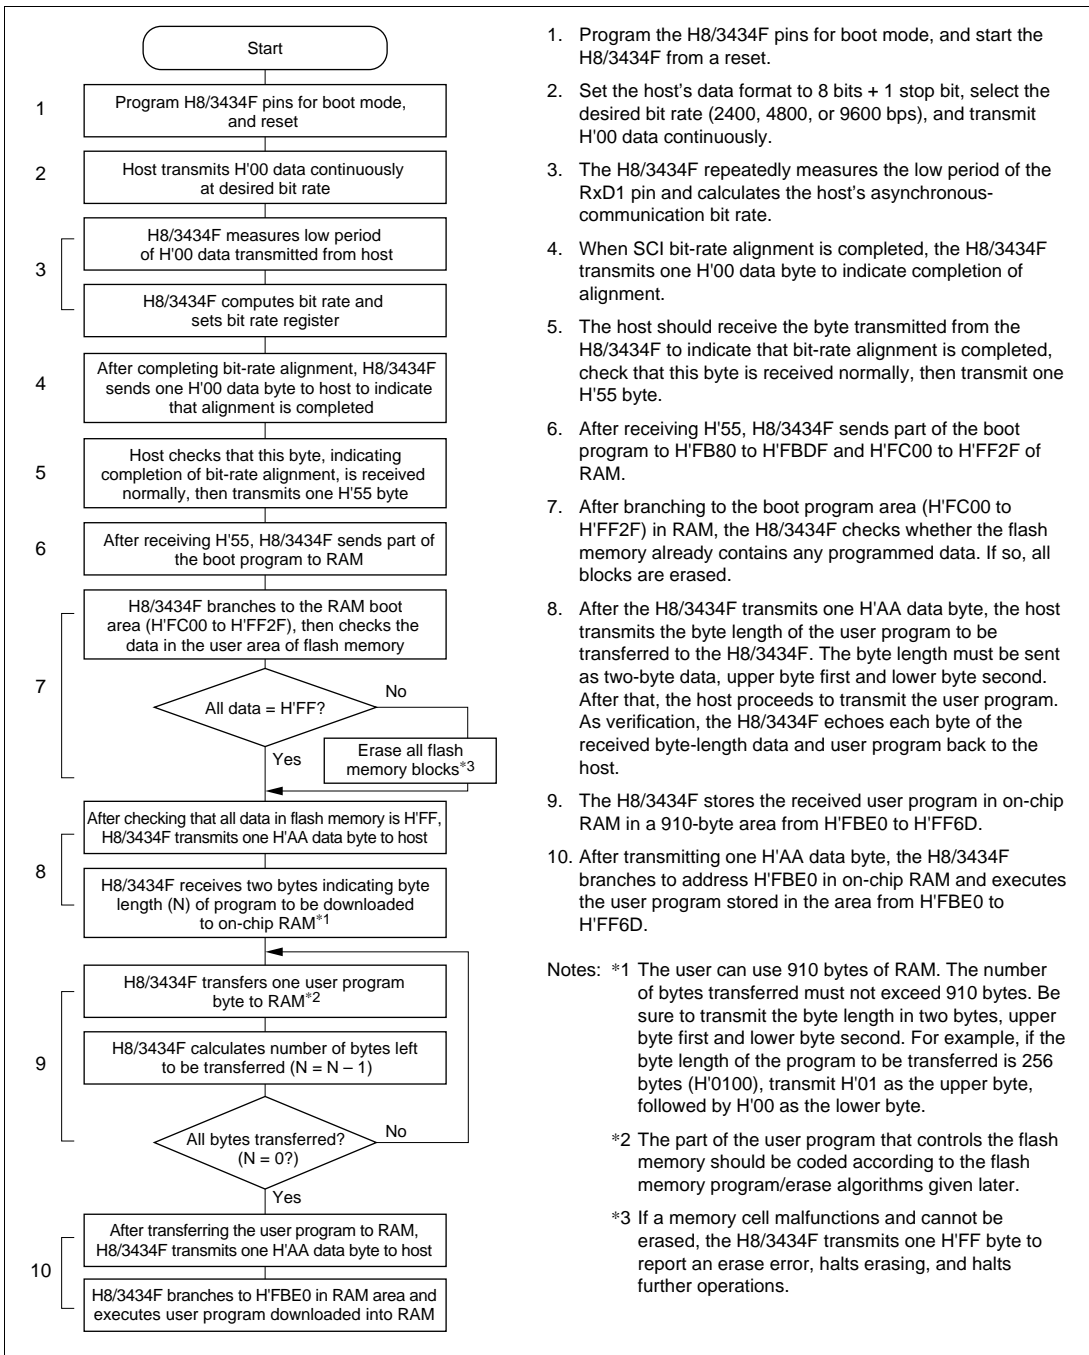 Start
1
Program H8/3434F pins for boot mode,
and reset
2
Host transmits H'00 data continuously
at desired bit rate
3
H8/3434F measures low period
of H'00 data transmitted from host
H8/3434F computes bit rate and
sets bit rate register
4
After completing bit-rate alignment, H8/3434F
sends one H'00 data byte to host to indicate
that alignment is completed
5
Host checks that this byte, indicating
completion of bit-rate alignment, is received
normally, then transmits one H'55 byte
6
After receiving H'55, H8/3434F sends part of
the boot program to RAM
7
H8/3434F branches to the RAM boot
area (H'FC00 to H'FF2F), then checks the
data in the user area of flash memory
All data = H'FF?
No
Yes
Erase all flash
memory blocks*3
8
After checking that all data in flash memory is H'FF,
H8/3434F transmits one H'AA data byte to host
H8/3434F receives two bytes indicating byte
length (N) of program to be downloaded
to on-chip RAM*1
9
H8/3434F transfers one user program
byte to RAM*2
H8/3434F calculates number of bytes left
to be transferred (N = N – 1)
All bytes transferred?
(N = 0?)
No
Yes
10
After transferring the user program to RAM,
H8/3434F transmits one H'AA data byte to host
H8/3434F branches to H'FBE0 in RAM area and
executes user program downloaded into RAM
1. Program the H8/3434F pins for boot mode, and start the
H8/3434F from a reset.
2. Set the host's data format to 8 bits + 1 stop bit, select the
desired bit rate (2400, 4800, or 9600 bps), and transmit
H'00 data continuously.
3. The H8/3434F repeatedly measures the low period of the
RxD1 pin and calculates the host's asynchronous-
communication bit rate.
4. When SCI bit-rate alignment is completed, the H8/3434F
transmits one H'00 data byte to indicate completion of
alignment.
5. The host should receive the byte transmitted from the
H8/3434F to indicate that bit-rate alignment is completed,
check that this byte is received normally, then transmit one
H'55 byte.
6. After receiving H'55, H8/3434F sends part of the boot
program to H'FB80 to H'FBDF and H'FC00 to H'FF2F of
RAM.
7. After branching to the boot program area (H'FC00 to
H'FF2F) in RAM, the H8/3434F checks whether the flash
memory already contains any programmed data. If so, all
blocks are erased.
8. After the H8/3434F transmits one H'AA data byte, the host
transmits the byte length of the user program to be
transferred to the H8/3434F. The byte length must be sent
as two-byte data, upper byte first and lower byte second.
After that, the host proceeds to transmit the user program.
As verification, the H8/3434F echoes each byte of the
received byte-length data and user program back to the
host.
9. The H8/3434F stores the received user program in on-chip
RAM in a 910-byte area from H'FBE0 to H'FF6D.
10. After transmitting one H'AA data byte, the H8/3434F
branches to address H'FBE0 in on-chip RAM and executes
the user program stored in the area from H'FBE0 to
H'FF6D.
Notes: *1 The user can use 910 bytes of RAM. The number
of bytes transferred must not exceed 910 bytes. Be
sure to transmit the byte length in two bytes, upper
byte first and lower byte second. For example, if the
byte length of the program to be transferred is 256
bytes (H'0100), transmit H'01 as the upper byte,
followed by H'00 as the lower byte.
*2 The part of the user program that controls the flash
memory should be coded according to the flash
memory program/erase algorithms given later.
*3 If a memory cell malfunctions and cannot be
erased, the H8/3434F transmits one H'FF byte to
report an erase error, halts erasing, and halts
further operations.